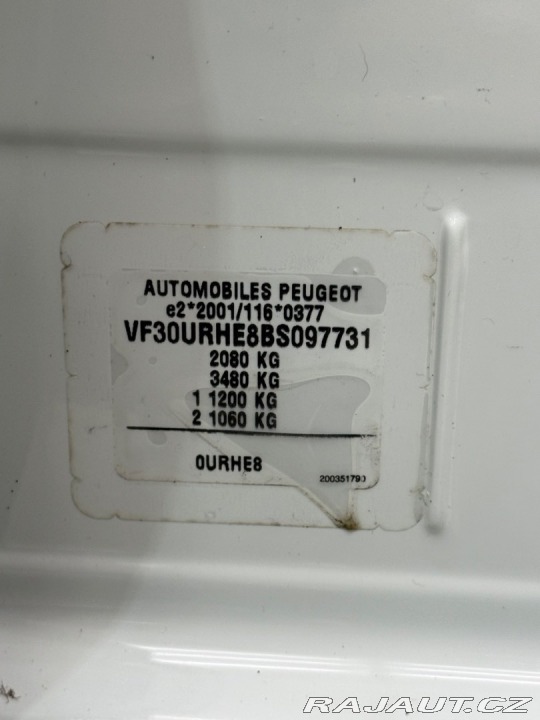 AUTOMOBILES PEUGEOT
e2*2001/116*0377
VF30URHE8BS097731
2080 KG
3480 KG
1 1200 KG
2 1060 KG
0URHE8
200351790
RAJAUT.CZ